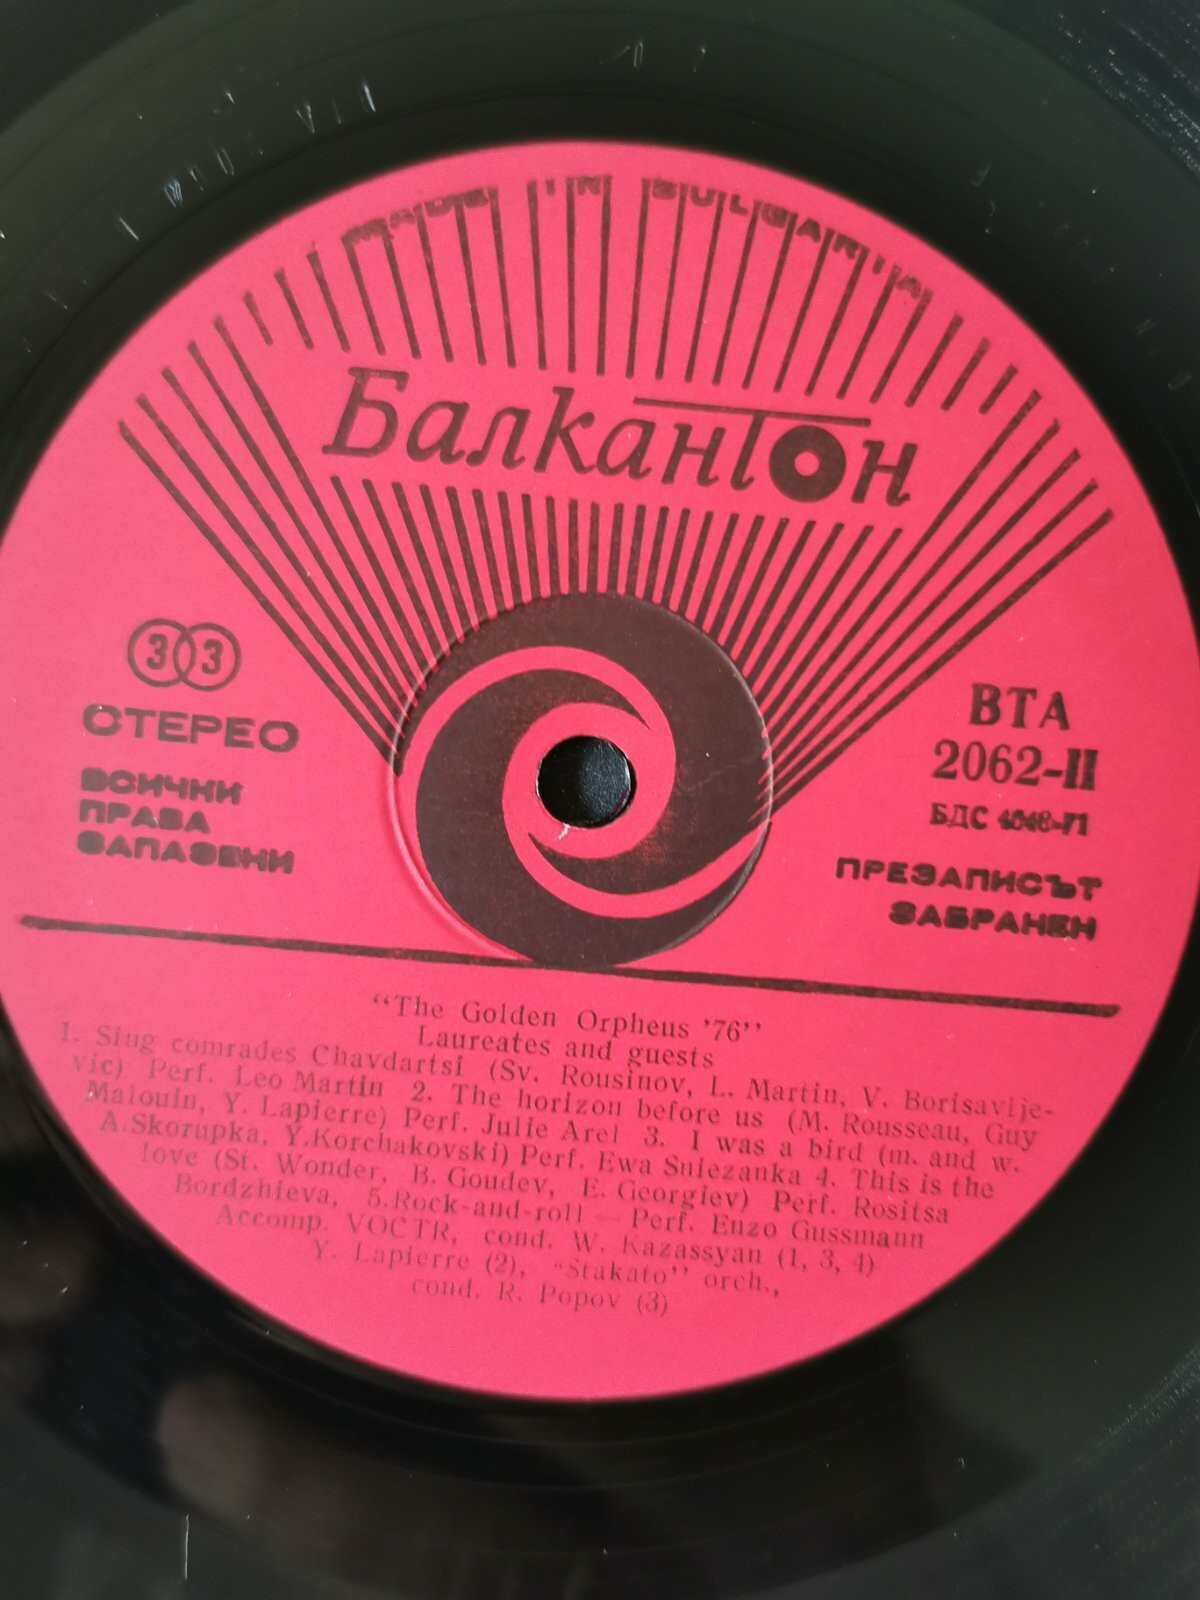 MADE IN BULGARIA
Балкантон
33
СТЕРЕО
ВСИЧКИ
ПРАВА
ЗАПАЗЕНИ
ВТА
2062-II
БДС 4048-71
ПРЕЗАПИСЪТ
ЗАБРАНЕН
“The Golden Orpheus ’76”
Laureates and guests
1. Sing comrades Chavdartsi (Sv. Rousinov, L. Martin, V. Borisavlje-
vic) Perf. Leo Martin 2. The horizon before us (M. Rousseau, Guy
Malouin, Y. Lapierre) Perf. Julie Arel 3. I was a bird (m. and w.
A.Skorupka, Y.Korchakovski) Perf. Ewa Sniezanka 4. This is the
love (St. Wonder, B. Goudev, E. Georgiev) Perf. Rositsa
Bordzhieva, 5.Rock-and-roll — Perf. Enzo Gussmann
Accomp. VOCTR, cond. W. Kazassyan (1, 3, 4)
Y. Lapierre (2), “Stakato” orch.,
cond. R. Popov (3)